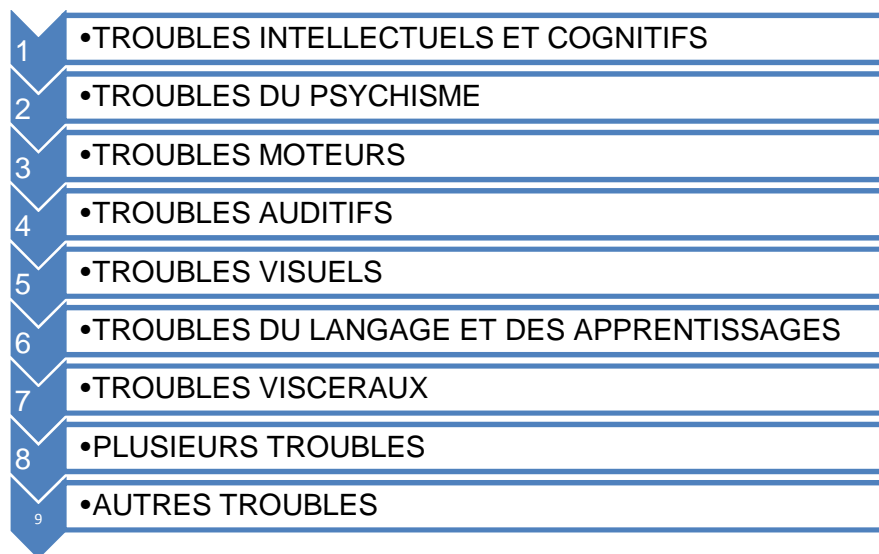 1 •TROUBLES INTELLECTUELS ET COGNITIFS
2 •TROUBLES DU PSYCHISME
3 •TROUBLES MOTEURS
4 •TROUBLES AUDITIFS
5 •TROUBLES VISUELS
6 •TROUBLES DU LANGAGE ET DES APPRENTISSAGES
7 •TROUBLES VISCERAUX
8 •PLUSIEURS TROUBLES
9 •AUTRES TROUBLES